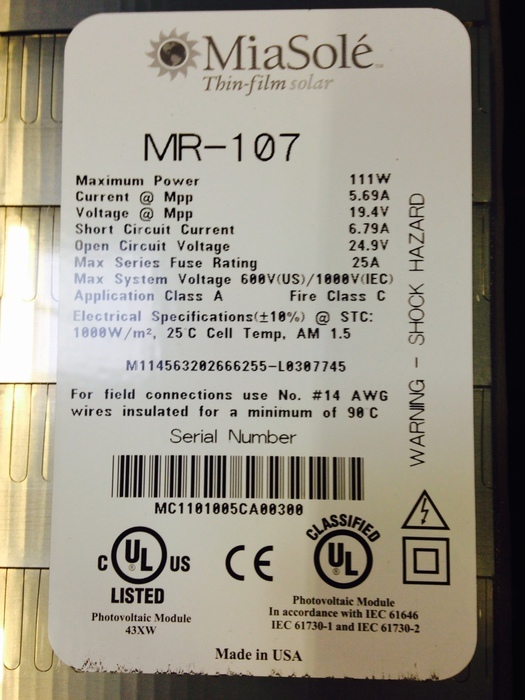 MiaSolé™
Thin-film solar
MR-107
Maximum Power 111W
Current @ Mpp 5.69A
Voltage @ Mpp 19.4V
Short Circuit Current 6.79A
Open Circuit Voltage 24.9V
Max Series Fuse Rating 25A
Max System Voltage 600V(US)/1000V(IEC)
Application Class A Fire Class C
Electrical Specifications(±10%) @ STC:
1000W/m², 25°C Cell Temp, AM 1.5
M114563202666255-L0307745
For field connections use No. #14 AWG
wires insulated for a minimum of 90°C
WARNING - SHOCK HAZARD
Serial Number
MC1101005CA00300
C UL® US
LISTED
Photovoltaic Module
43XW
CE
CLASSIFIED
UL®
Photovoltaic Module
In accordance with IEC 61646
IEC 61730-1 and IEC 61730-2
Made in USA